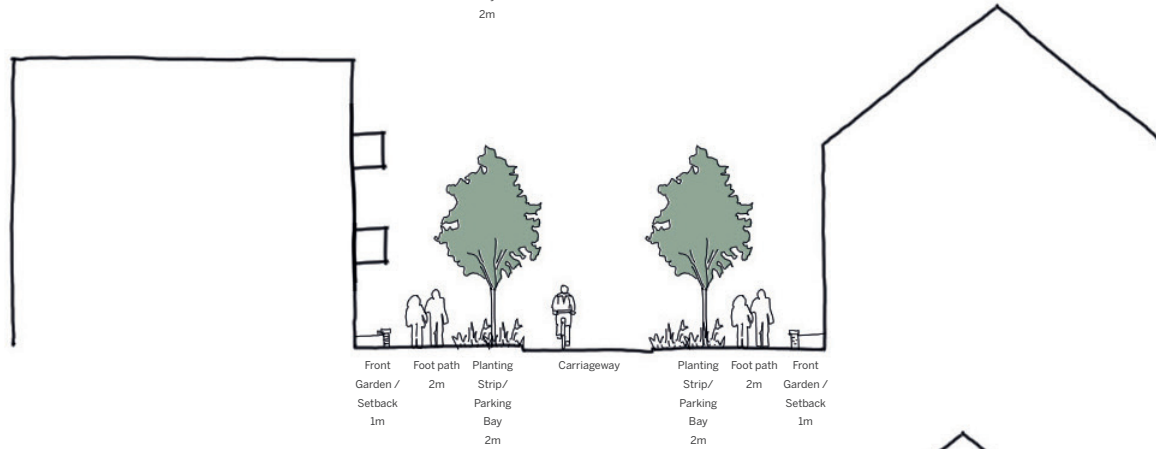 2m
Front
Garden /
Setback
1m
Foot path
2m
Planting
Strip/
Parking
Bay
2m
Carriageway
Planting
Strip/
Parking
Bay
2m
Foot path
2m
Front
Garden /
Setback
1m